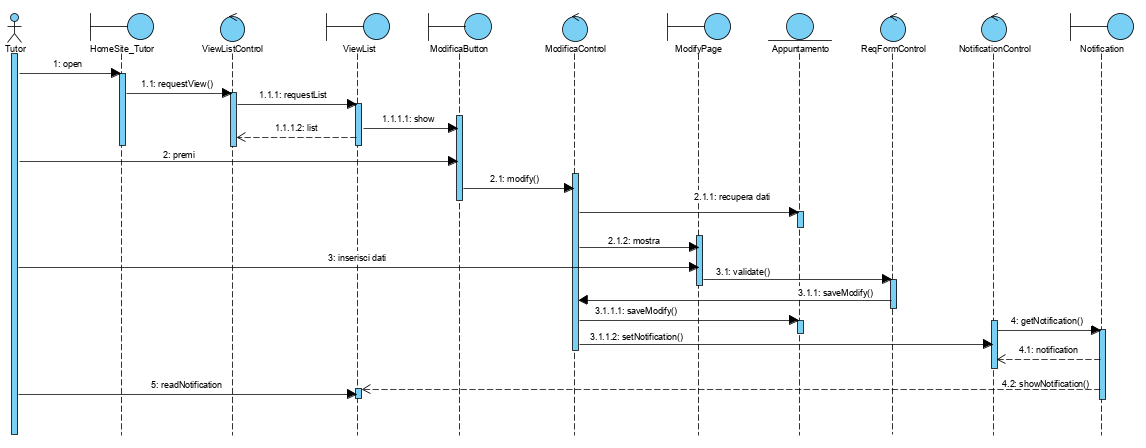 Tutor
HomeSite_Tutor
ViewListControl
ViewList
ModificaButton
ModificaControl
ModifyPage
Appuntamento
ReqFormControl
NotificationControl
Notification
1: open
1.1: requestView()
1.1.1: requestList
1.1.1.1: show
1.1.1.2: list
2: premi
2.1: modify()
2.1.1: recupera dati
2.1.2: mostra
3: inserisci dati
3.1: validate()
3.1.1: saveModify()
3.1.1.1: saveModify()
4: getNotification()
3.1.1.2: setNotification()
4.1: notification
5: readNotification
4.2: showNotification()